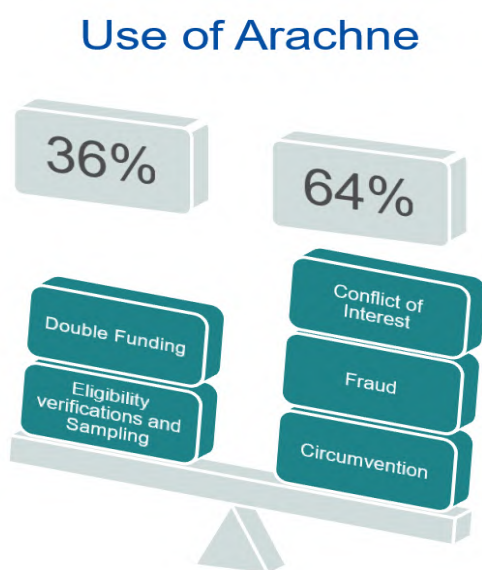 Use of Arachne
36%
64%
Double Funding
Eligibility
verifications and
Sampling
Conflict of
Interest
Fraud
Circumvention